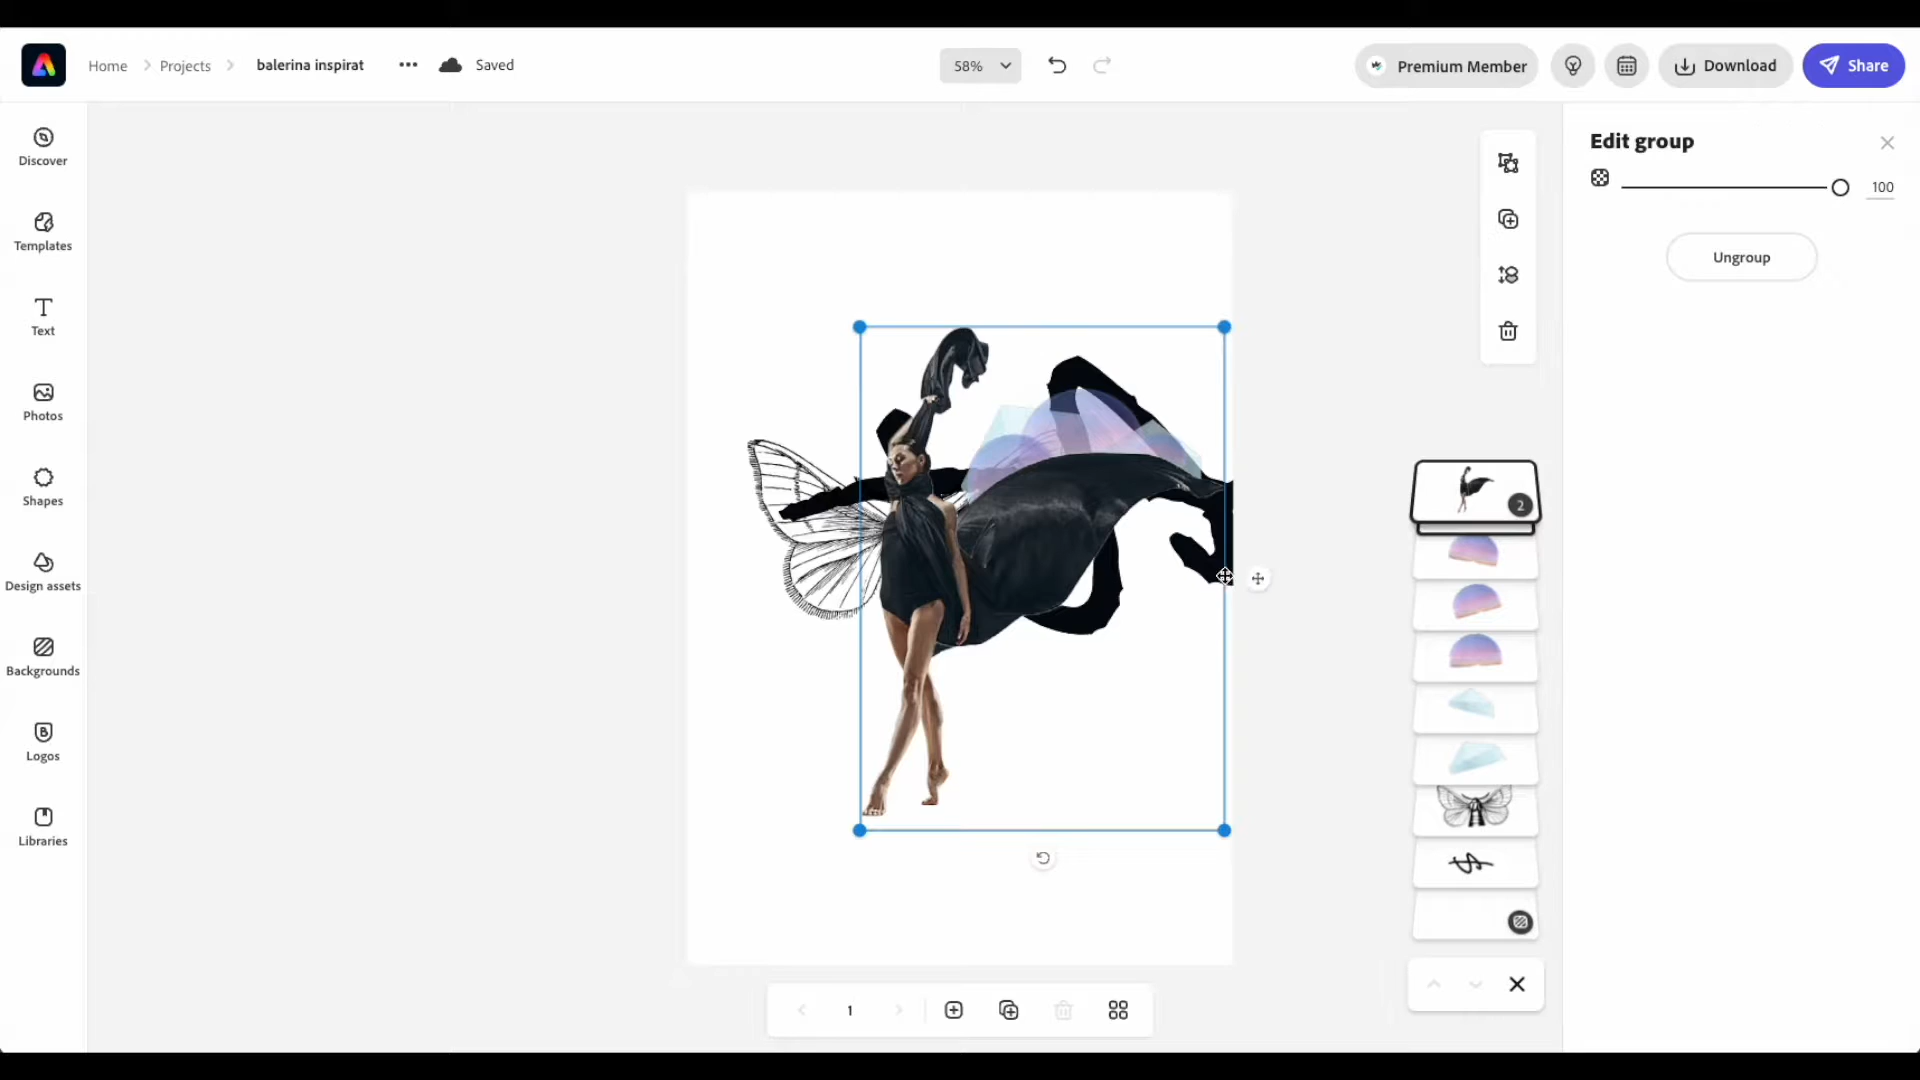 Home
Projects
balerina inspirat
Saved
58%
Premium Member
Download
Share
Discover
Templates
Text
Photos
Shapes
Design assets
Backgrounds
B
Logos
Libraries
Edit group
100
Ungroup
2
1